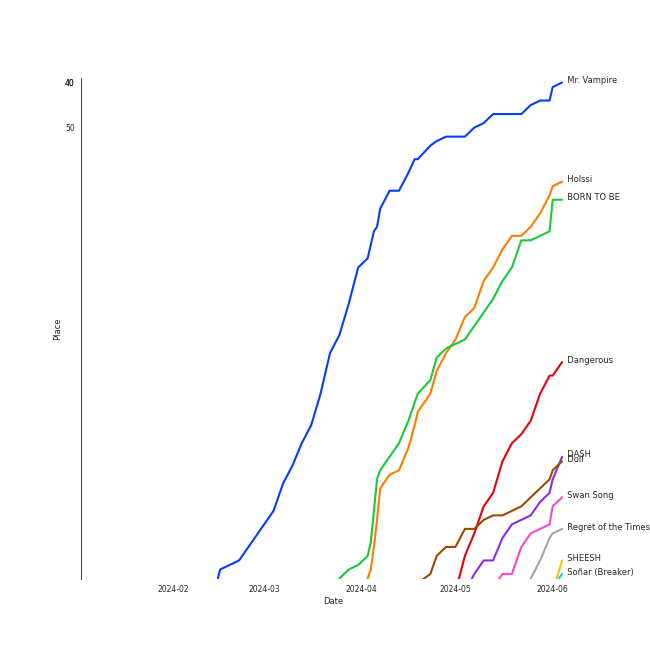 40
Mr. Vampire
50
Holssi
BORN TO BE
Place
Dangerous
DASH
Doll
Swan Song
Regret of the Times
SHEESH
Soñar (Breaker)
2024-02
2024-03
2024-04
2024-05
2024-06
Date